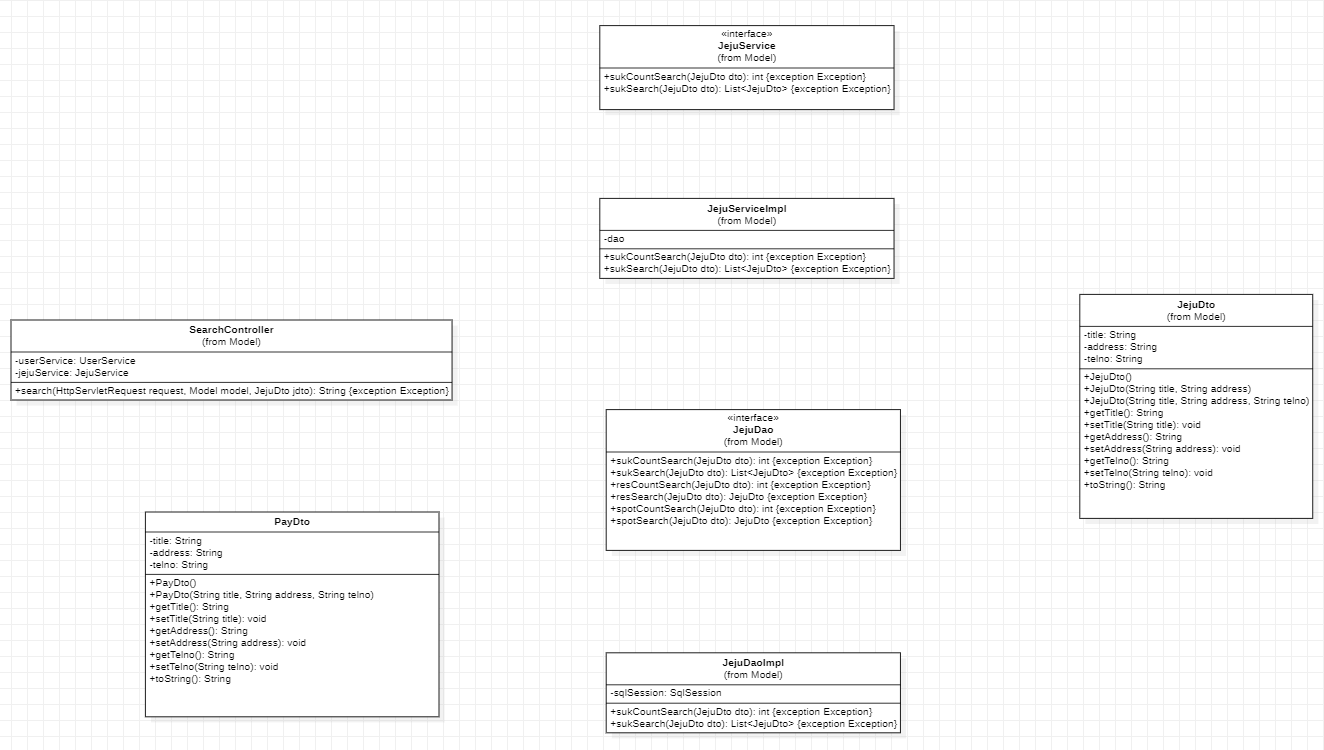 «interface»
JejuService
(from Model)
+sukCountSearch(JejuDto dto): int {exception Exception}
+sukSearch(JejuDto dto): List<JejuDto> {exception Exception}
JejuServiceImpl
(from Model)
-dao
+sukCountSearch(JejuDto dto): int {exception Exception}
+sukSearch(JejuDto dto): List<JejuDto> {exception Exception}
SearchController
(from Model)
-userService: UserService
-jejuService: JejuService
+search(HttpServletRequest request, Model model, JejuDto jdto): String {exception Exception}
JejuDto
(from Model)
-title: String
-address: String
-telno: String
+JejuDto()
+JejuDto(String title, String address)
+JejuDto(String title, String address, String telno)
+getTitle(): String
+setTitle(String title): void
+getAddress(): String
+setAddress(String address): void
+getTelno(): String
+setTelno(String telno): void
+toString(): String
«interface»
JejuDao
(from Model)
+sukCountSearch(JejuDto dto): int {exception Exception}
+sukSearch(JejuDto dto): List<JejuDto> {exception Exception}
+resCountSearch(JejuDto dto): int {exception Exception}
+resSearch(JejuDto dto): JejuDto {exception Exception}
+spotCountSearch(JejuDto dto): int {exception Exception}
+spotSearch(JejuDto dto): JejuDto {exception Exception}
PayDto
-title: String
-address: String
-telno: String
+PayDto()
+PayDto(String title, String address, String telno)
+getTitle(): String
+setTitle(String title): void
+getAddress(): String
+setAddress(String address): void
+getTelno(): String
+setTelno(String telno): void
+toString(): String
JejuDaoImpl
(from Model)
-sqlSession: SqlSession
+sukCountSearch(JejuDto dto): int {exception Exception}
+sukSearch(JejuDto dto): List<JejuDto> {exception Exception}